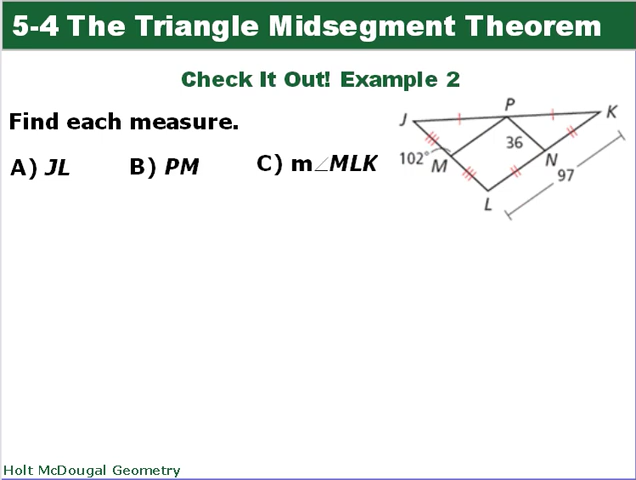 5-4 The Triangle Midsegment Theorem
Check It Out! Example 2
Find each measure.
A) JL
B) PM
C) m∠MLK
J
P
K
102°
M
36
N
97
L
Holt McDougal Geometry